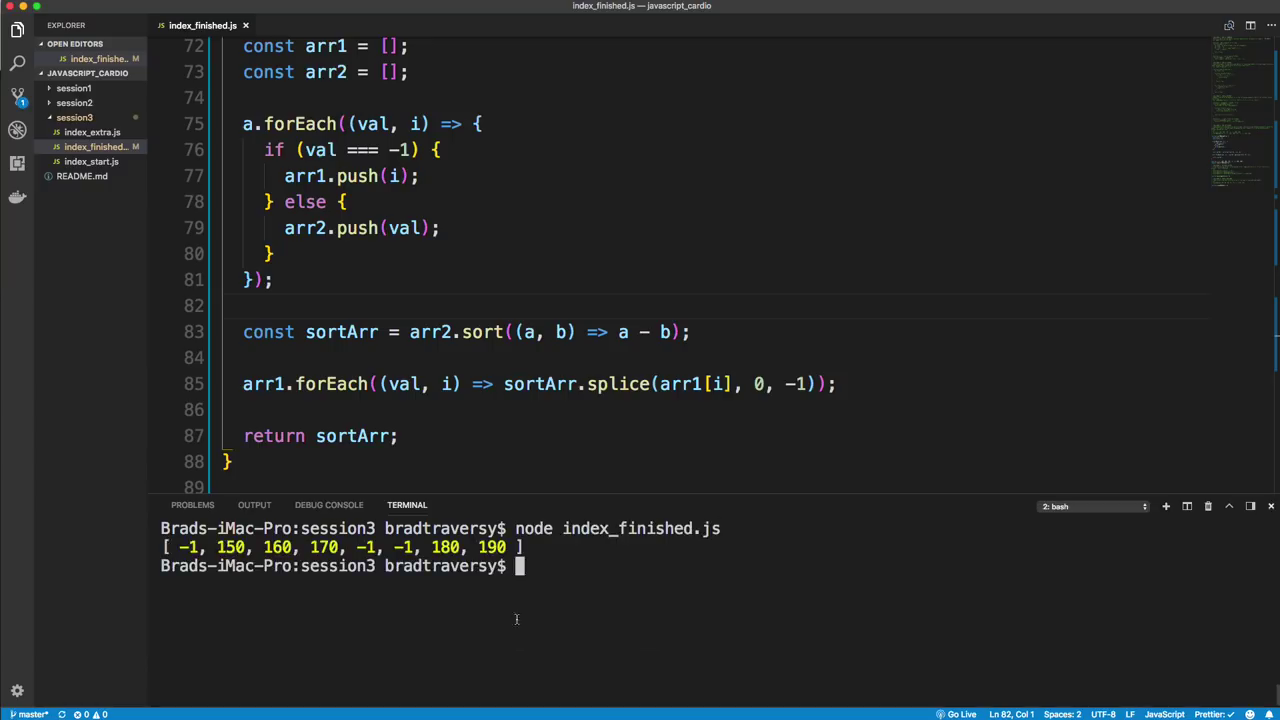 index_finished.js — javascript_cardio
EXPLORER
index_finished.js ×
OPEN EDITORS
index_finishe.. M
JAVASCRIPT_CARDIO
session1
session2
session3
index_extra.js
index_finished... M
index_start.js
README.md
1
72 const arr1 = [];
73 const arr2 = [];
74
75 a.forEach((val, i) => {
76 if (val === -1) {
77 arr1.push(i);
78 } else {
79 arr2.push(val);
80 }
81 });
82
83 const sortArr = arr2.sort((a, b) => a - b);
84
85 arr1.forEach((val, i) => sortArr.splice(arr1[i], 0, -1));
86
87 return sortArr;
88 }
89
PROBLEMS OUTPUT DEBUG CONSOLE TERMINAL 2: bash
Brads-iMac-Pro:session3 bradtraversy$ node index_finished.js
[ -1, 150, 160, 170, -1, -1, 180, 190 ]
Brads-iMac-Pro:session3 bradtraversy$
master* 0 0 Go Live Ln 82, Col 1 Spaces: 2 UTF-8 LF JavaScript Prettier: ✓